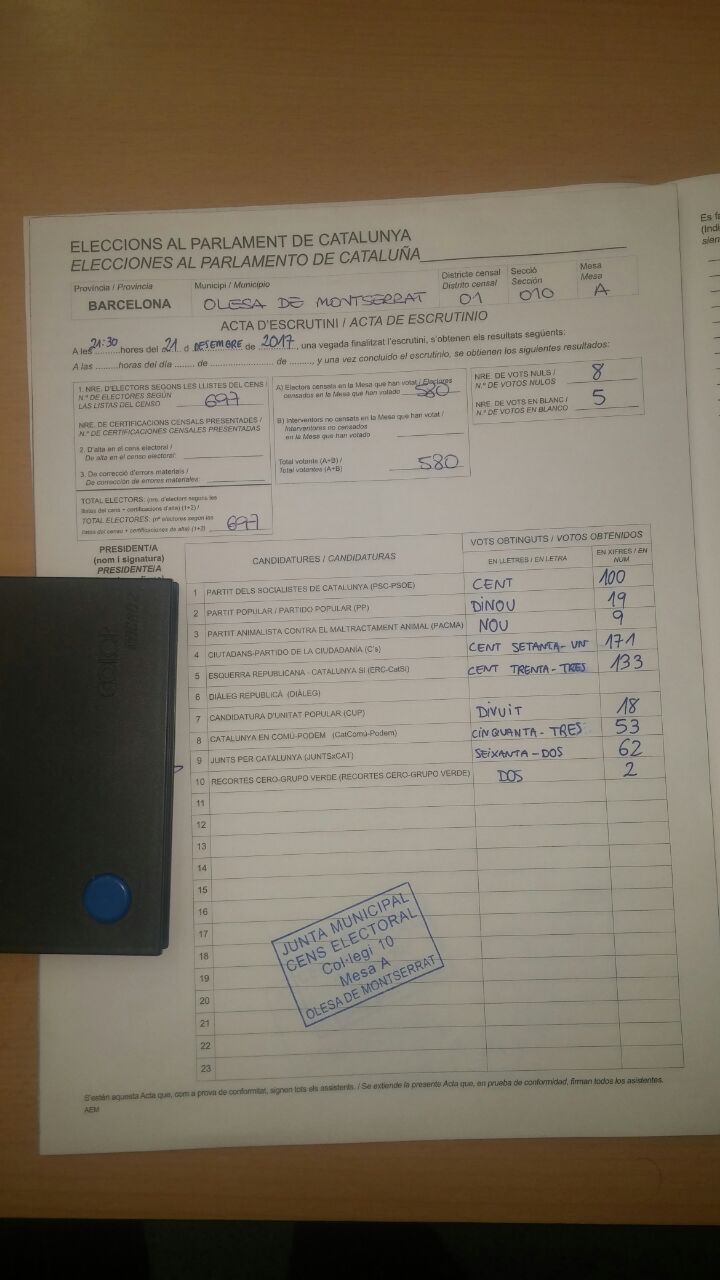 ELECCIONS AL PARLAMENT DE CATALUNYA
ELECCIONES AL PARLAMENTO DE CATALUÑA
Província / Provincia
BARCELONA
Municipi / Municipio
OLESA DE MONTSERRAT
Districte censal
Distrito censal
01
Secció
Sección
010
Mesa
Mesa
A
ACTA D'ESCRUTINI / ACTA DE ESCRUTINIO
A les 21:30 hores del 21 d DESEMBRE de 2017, una vegada finalitzat l'escrutini, s'obtenen els resultats següents:
A las ......... horas del día ........ de ........................ de ........, y una vez concluido el escrutinio, se obtienen los siguientes resultados:
1. NRE. D'ELECTORS SEGONS LES LLISTES DEL CENS /
N.º DE ELECTORES SEGÚN
LAS LISTAS DEL CENSO 697
NRE. DE CERTIFICACIONS CENSALS PRESENTADES /
N.º DE CERTIFICACIONES CENSALES PRESENTADAS
2. D'alta en el cens electoral /
De alta en el censo electoral:
3. De correcció d'errors materials /
De corrección de errores materiales:
TOTAL ELECTORS: (nre. d'electors segons les
llistes del cens + certificacions d'alta) (1+2) /
TOTAL ELECTORES: (nº electores según las
listas del censo + certificaciones de alta) (1+2) 697
A) Electors censats en la Mesa que han votat / Electores
censados en la Mesa que han votado 580
B) Interventors no censats en la Mesa que han votat /
Interventores no censados
en la Mesa que han votado
Total votants (A+B) /
Total votantes (A+B) 580
NRE. DE VOTS NULS /
N.º DE VOTOS NULOS 8
NRE. DE VOTS EN BLANC /
N.º DE VOTOS EN BLANCO 5
PRESIDENT/A
(nom i signatura)
PRESIDENTE/A
CANDIDATURES / CANDIDATURAS
VOTS OBTINGUTS / VOTOS OBTENIDOS
EN LLETRES / EN LETRA
EN XIFRES / EN NÚM
1 PARTIT DELS SOCIALISTES DE CATALUNYA (PSC-PSOE) CENT 100
2 PARTIT POPULAR / PARTIDO POPULAR (PP) DINOU 19
3 PARTIT ANIMALISTA CONTRA EL MALTRACTAMENT ANIMAL (PACMA) NOU 9
4 CIUTADANS-PARTIDO DE LA CIUDADANÍA (C's) CENT SETANTA-UN 171
5 ESQUERRA REPUBLICANA - CATALUNYA SÍ (ERC-CatSí) CENT TRENTA-TRES 133
6 DIÀLEG REPUBLICÀ (DIÀLEG)
7 CANDIDATURA D'UNITAT POPULAR (CUP) DIVUIT 18
8 CATALUNYA EN COMÚ-PODEM (CatComú-Podem) CINQUANTA-TRES 53
9 JUNTS PER CATALUNYA (JUNTSxCAT) SEIXANTA-DOS 62
10 RECORTES CERO-GRUPO VERDE (RECORTES CERO-GRUPO VERDE) DOS 2
11
12
13
14
15
16
17
18
19
20
21
22
23
JUNTA MUNICIPAL
CENS ELECTORAL
Col·legi 10
Mesa A
OLESA DE MONTSERRAT
S'estén aquesta Acta que, com a prova de conformitat, signen tots els assistents. / Se extiende la presente Acta que, en prueba de conformidad, firman todos los asistentes.
AEM
Es
(Indi
sien